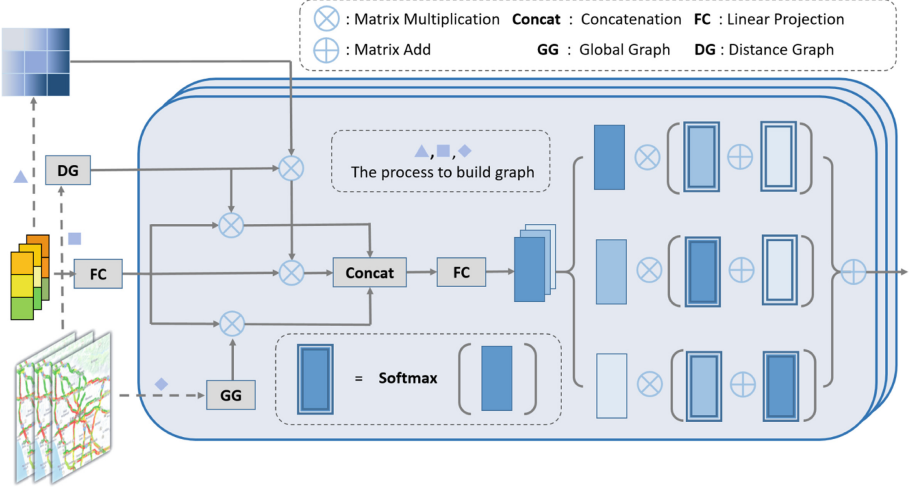 : Matrix Multiplication Concat : Concatenation FC : Linear Projection
: Matrix Add GG : Global Graph DG : Distance Graph
, ,
The process to build graph
DG
FC
Concat
FC
GG
= Softmax